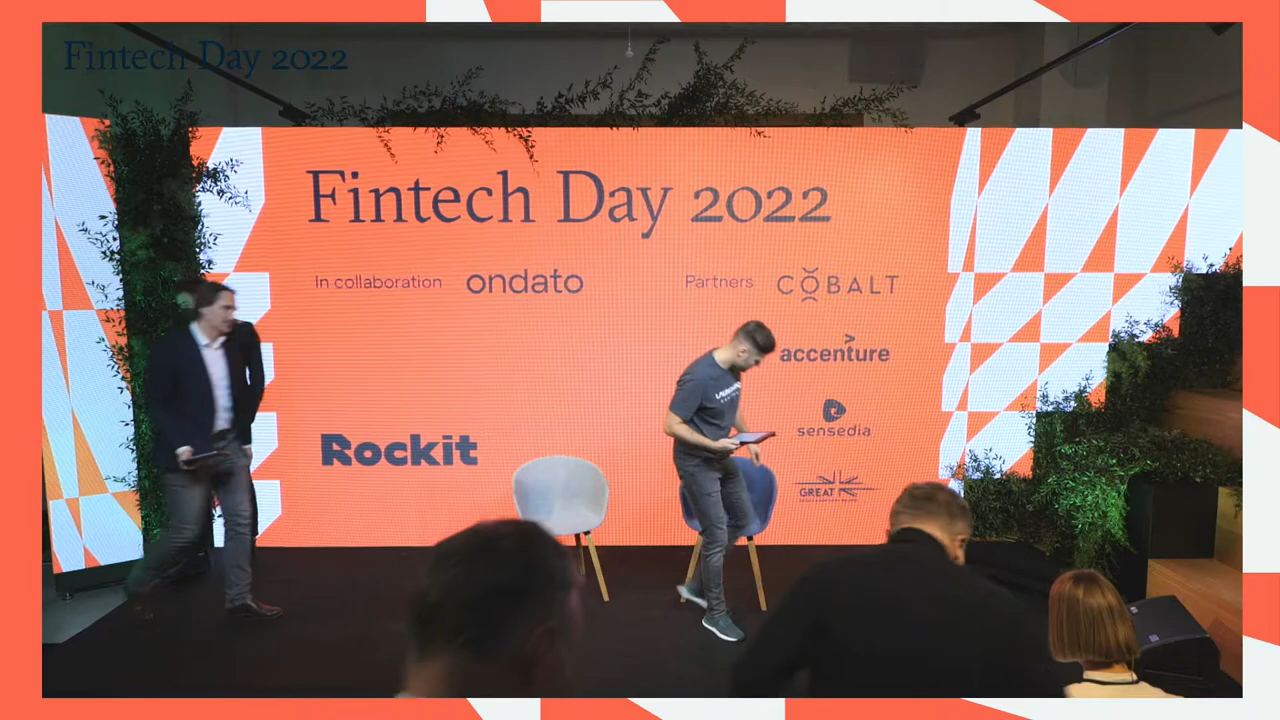 Fintech Day 2022
Fintech Day 2022
In collaboration ondato
Partners COBALT
accenture
sensedia
Rockit
GREAT